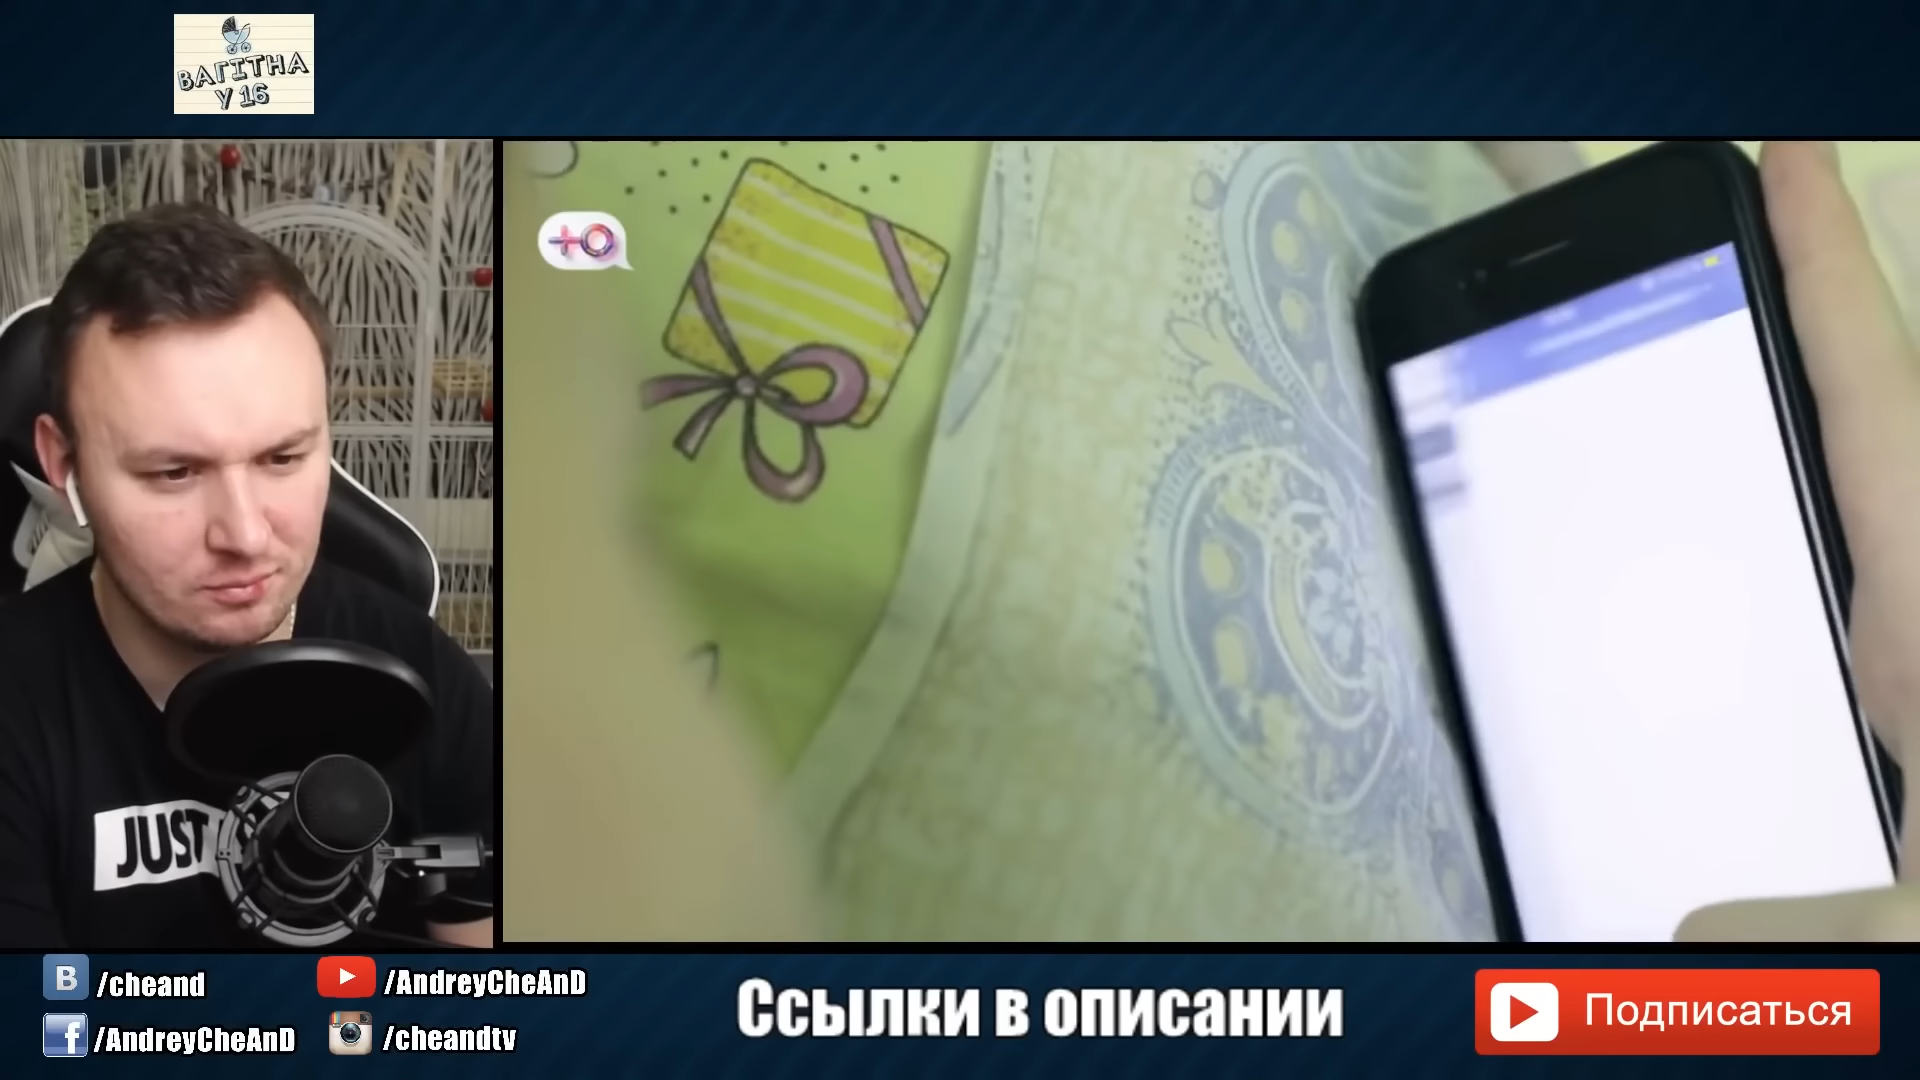 ВАГІТНА
У 16
Ю
JUST
/cheand
/AndreyCheAnD
/AndreyCheAnD
/cheandtv
Ссылки в описании
Подписаться